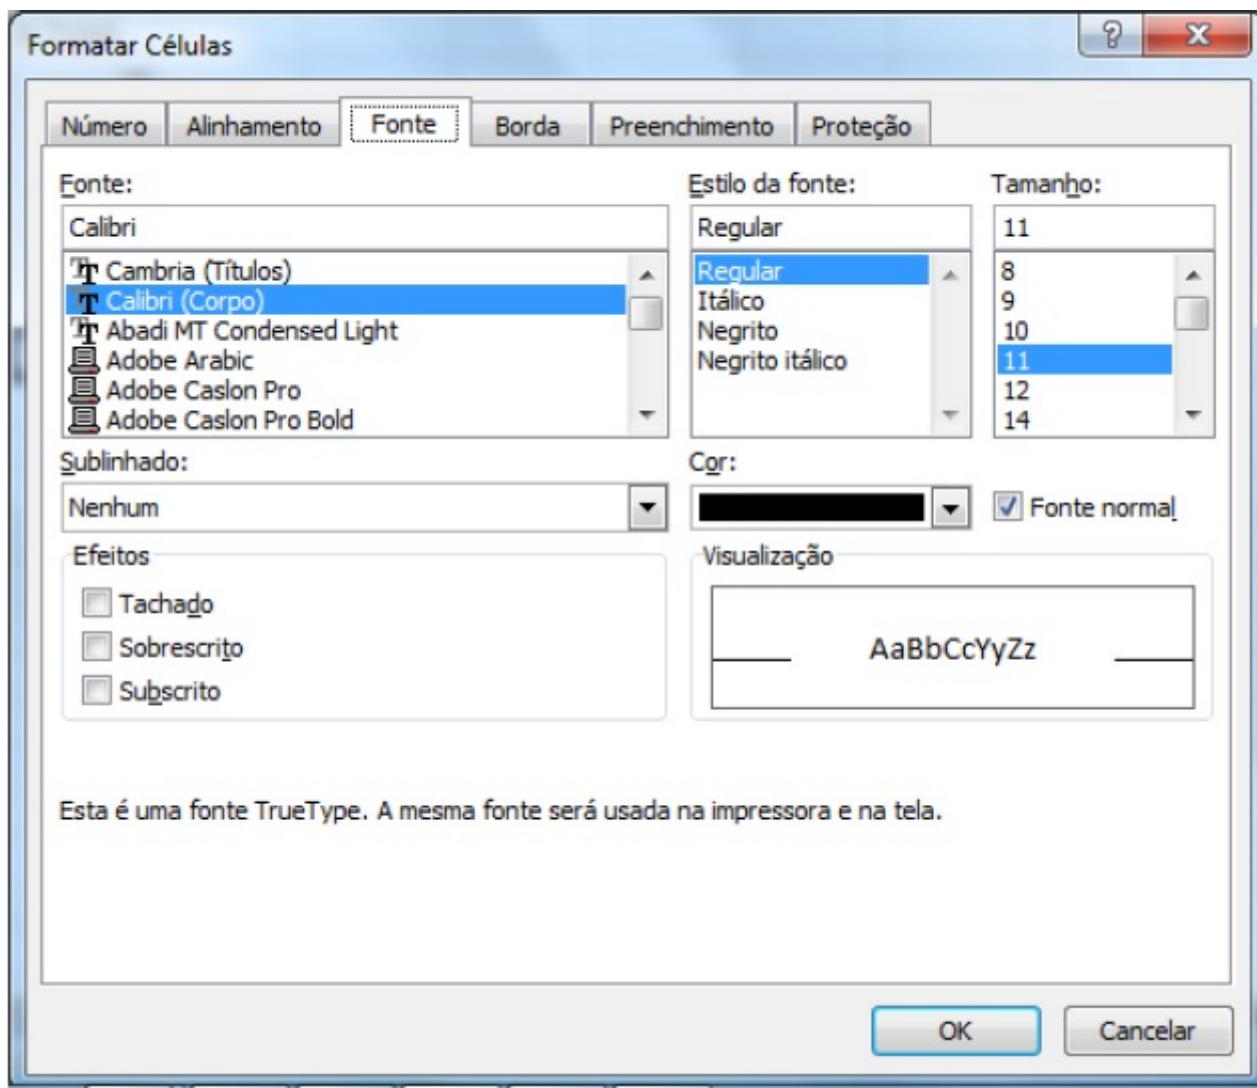 Formatar Células
Número Alinhamento Fonte Borda Preenchimento Proteção
Fonte: Estilo da fonte: Tamanho:
Calibri Regular 11
Cambria (Títulos) Regular 8
Calibri (Corpo) Itálico 9
Abadi MT Condensed Light Negrito 10
Adobe Arabic Negrito itálico 11
Adobe Caslon Pro 12
Adobe Caslon Pro Bold 14
Sublinhado: Cor:
Nenhum Fonte normal
Efeitos Visualização
Tachado
Sobrescrito AaBbCcYyZz
Subscrito
Esta é uma fonte TrueType. A mesma fonte será usada na impressora e na tela.
OK Cancelar